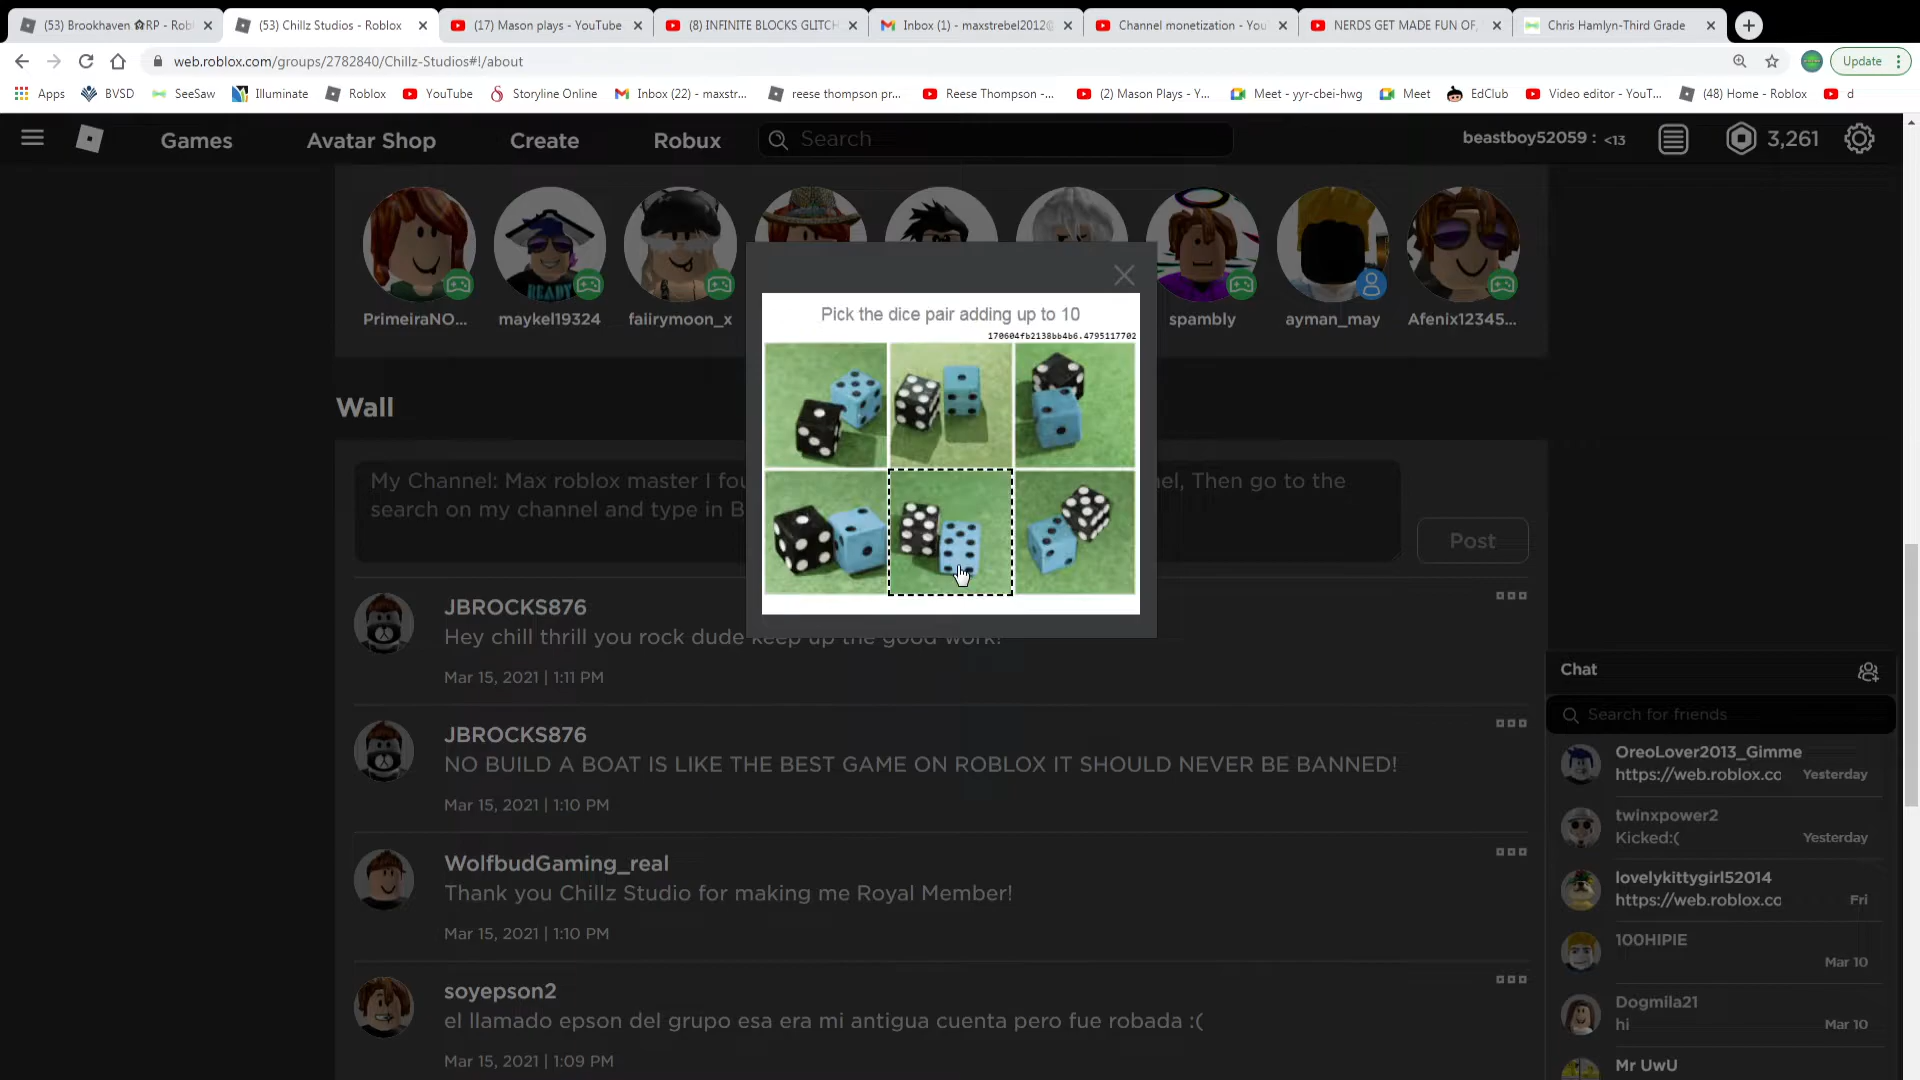 (53) Brookhaven 🏠RP - Rob
(53) Chillz Studios - Roblox
(17) Mason plays - YouTube
(8) INFINITE BLOCKS GLITCH
Inbox (1) - maxstrebel2012@
Channel monetization - You
NERDS GET MADE FUN OF,
Chris Hamlyn-Third Grade
web.roblox.com/groups/2782840/Chillz-Studios#!/about
Update
Apps BVSD SeeSaw Illuminate Roblox YouTube Storyline Online Inbox (22) - maxstr... reese thompson pr... Reese Thompson -... (2) Mason Plays - Y... Meet - yyr-cbei-hwg Meet EdClub Video editor - YouT... (48) Home - Roblox d
Games Avatar Shop Create Robux Search beastboy52059 : <13 3,261
PrimeiraNO... maykel19324 faiirymoon_x spambly ayman_may Afenix12345...
Pick the dice pair adding up to 10
170604fb2138bb4b6.4795117702
Wall
My Channel: Max roblox master I fou
el, Then go to the
search on my channel and type in B
Post
JBROCKS876
Hey chill thrill you rock dude keep up the good work!
Mar 15, 2021 | 1:11 PM
JBROCKS876
NO BUILD A BOAT IS LIKE THE BEST GAME ON ROBLOX IT SHOULD NEVER BE BANNED!
Mar 15, 2021 | 1:10 PM
WolfbudGaming_real
Thank you Chillz Studio for making me Royal Member!
Mar 15, 2021 | 1:10 PM
soyepson2
el llamado epson del grupo esa era mi antigua cuenta pero fue robada :(
Mar 15, 2021 | 1:09 PM
Chat
Search for friends
OreoLover2013_Gimme
https://web.roblox.co Yesterday
twinxpower2
Kicked:( Yesterday
lovelykittygirl52014
https://web.roblox.co Fri
100HIPIE
Mar 10
Dogmila21
hi Mar 10
Mr UwU